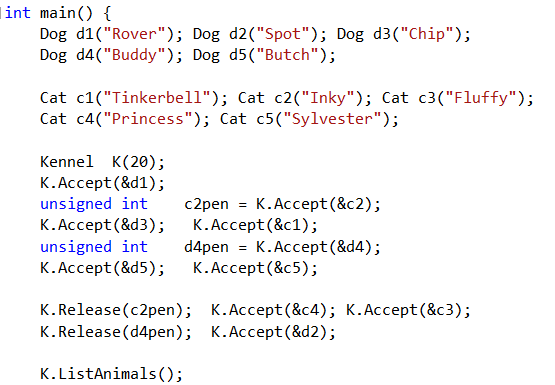 int main() {
    Dog d1("Rover"); Dog d2("Spot"); Dog d3("Chip");
    Dog d4("Buddy"); Dog d5("Butch");

    Cat c1("Tinkerbell"); Cat c2("Inky"); Cat c3("Fluffy");
    Cat c4("Princess"); Cat c5("Sylvester");

    Kennel  K(20);
    K.Accept(&d1);
    unsigned int    c2pen = K.Accept(&c2);
    K.Accept(&d3);   K.Accept(&c1);
    unsigned int    d4pen = K.Accept(&d4);
    K.Accept(&d5);   K.Accept(&c5);

    K.Release(c2pen);  K.Accept(&c4); K.Accept(&c3);
    K.Release(d4pen);  K.Accept(&d2);

    K.ListAnimals();